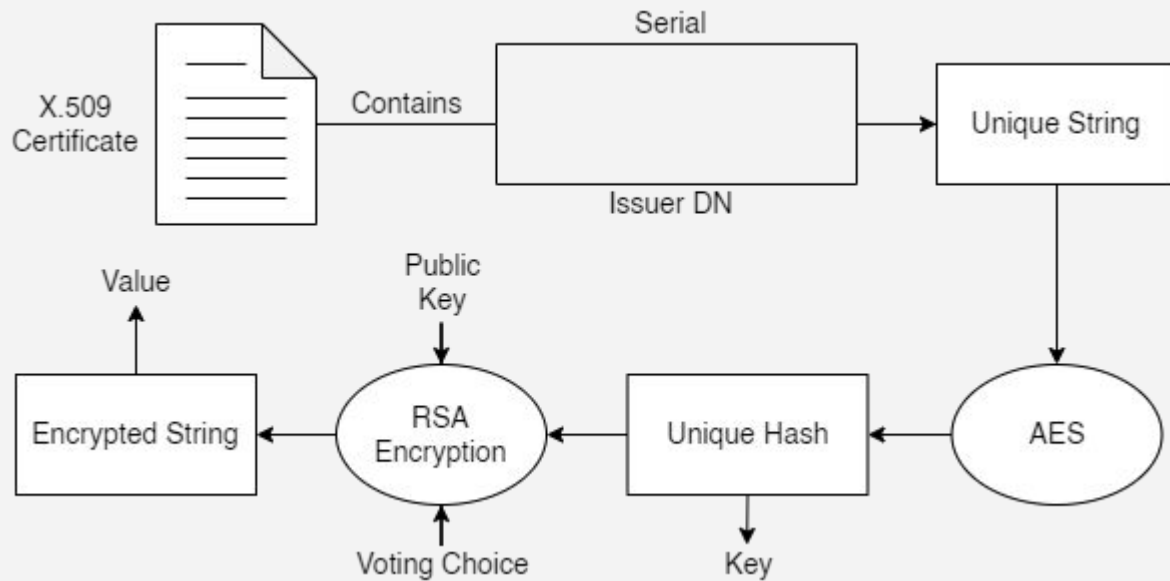 Serial
X.509
Certificate
Contains
Unique String
Issuer DN
Value
Public
Key
Encrypted String
RSA
Encryption
Unique Hash
AES
Voting Choice
Key